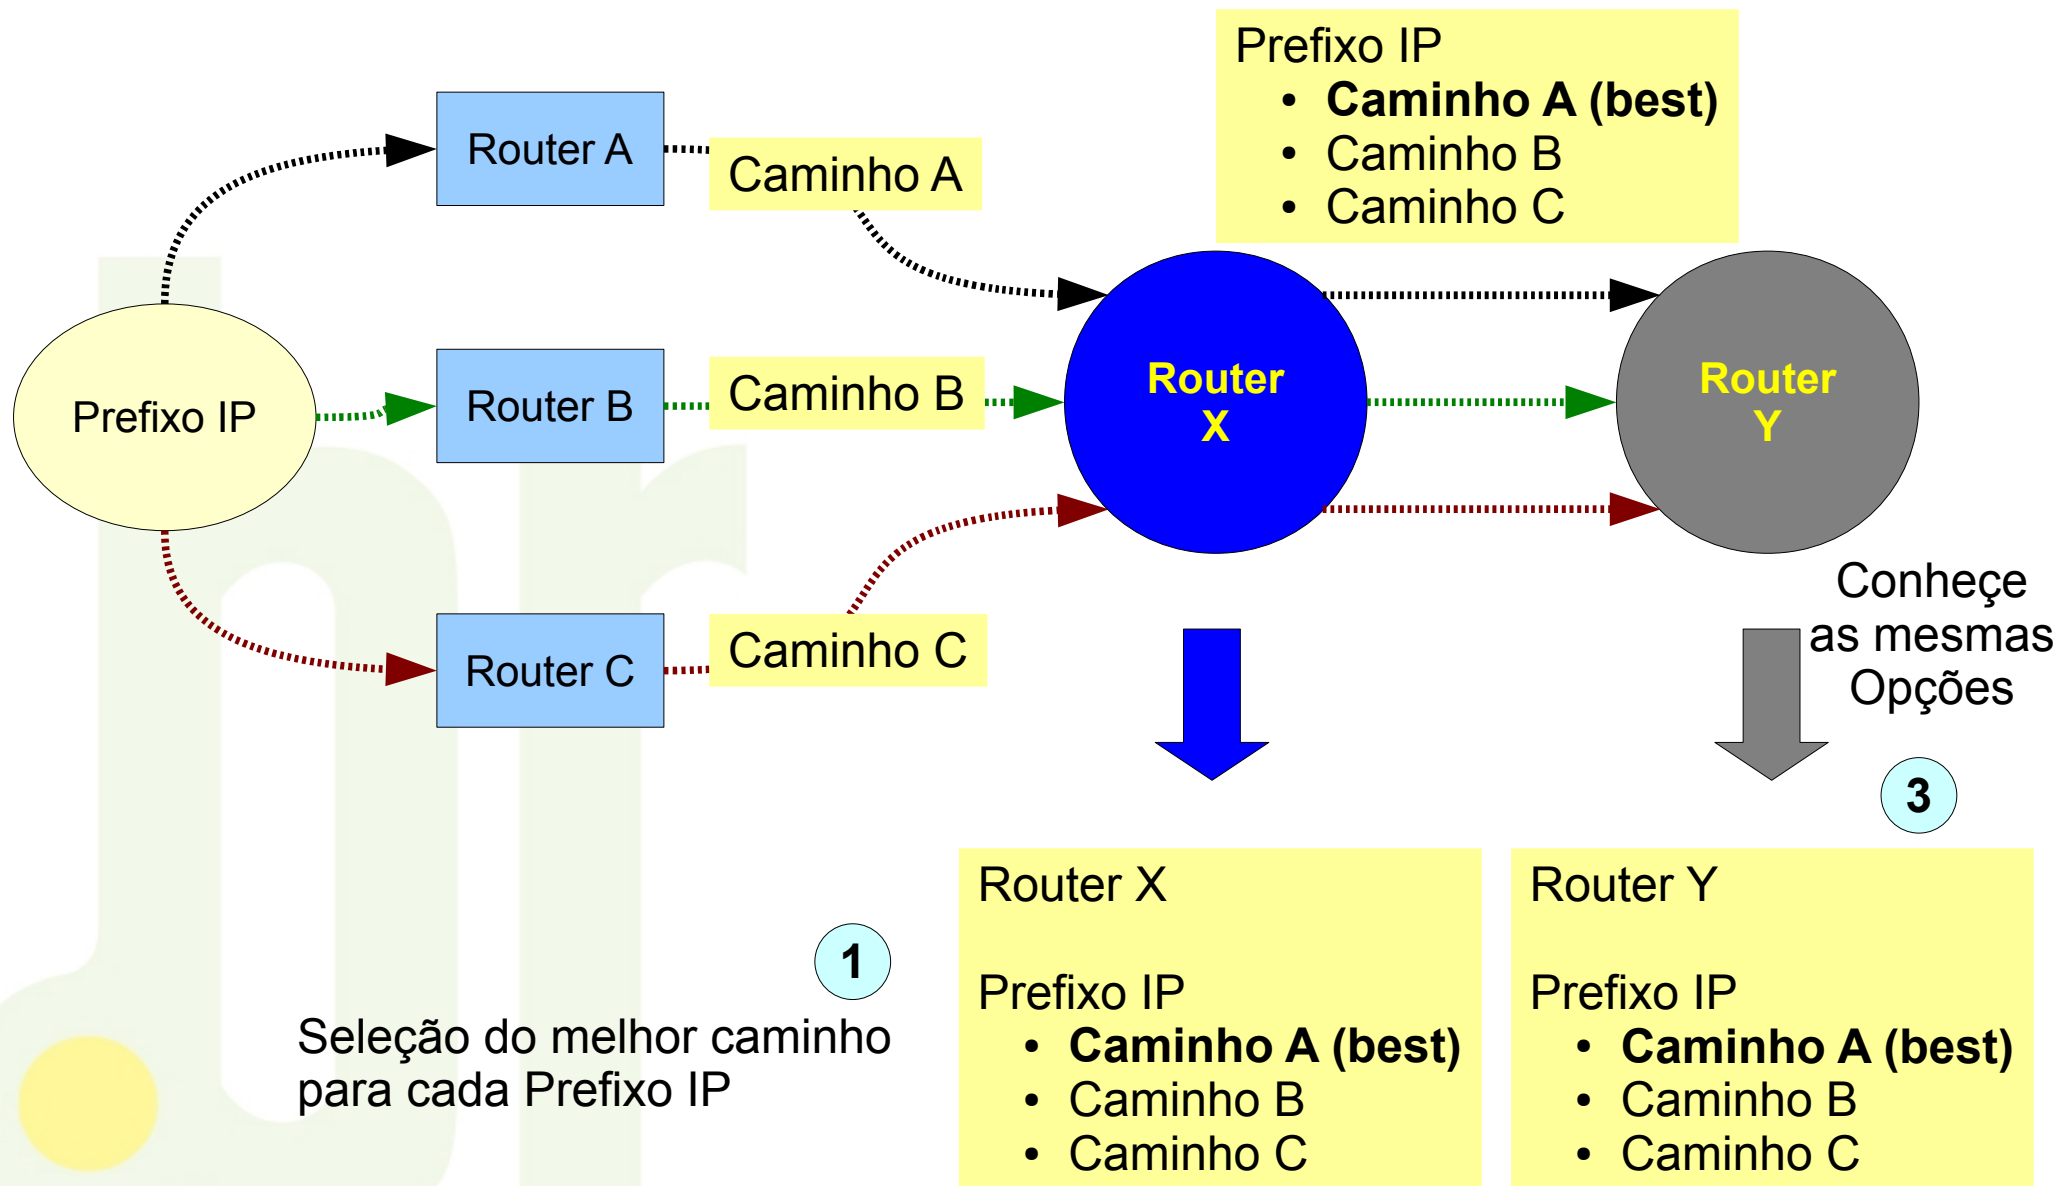 Prefixo IP
• Caminho A (best)
• Caminho B
• Caminho C
Router A
Caminho A
Prefixo IP
Router B
Caminho B
Router
X
Router
Y
Router C
Caminho C
Conheçe
as mesmas
Opções
3
1
Seleção do melhor caminho
para cada Prefixo IP
Router X
Prefixo IP
• Caminho A (best)
• Caminho B
• Caminho C
Router Y
Prefixo IP
• Caminho A (best)
• Caminho B
• Caminho C